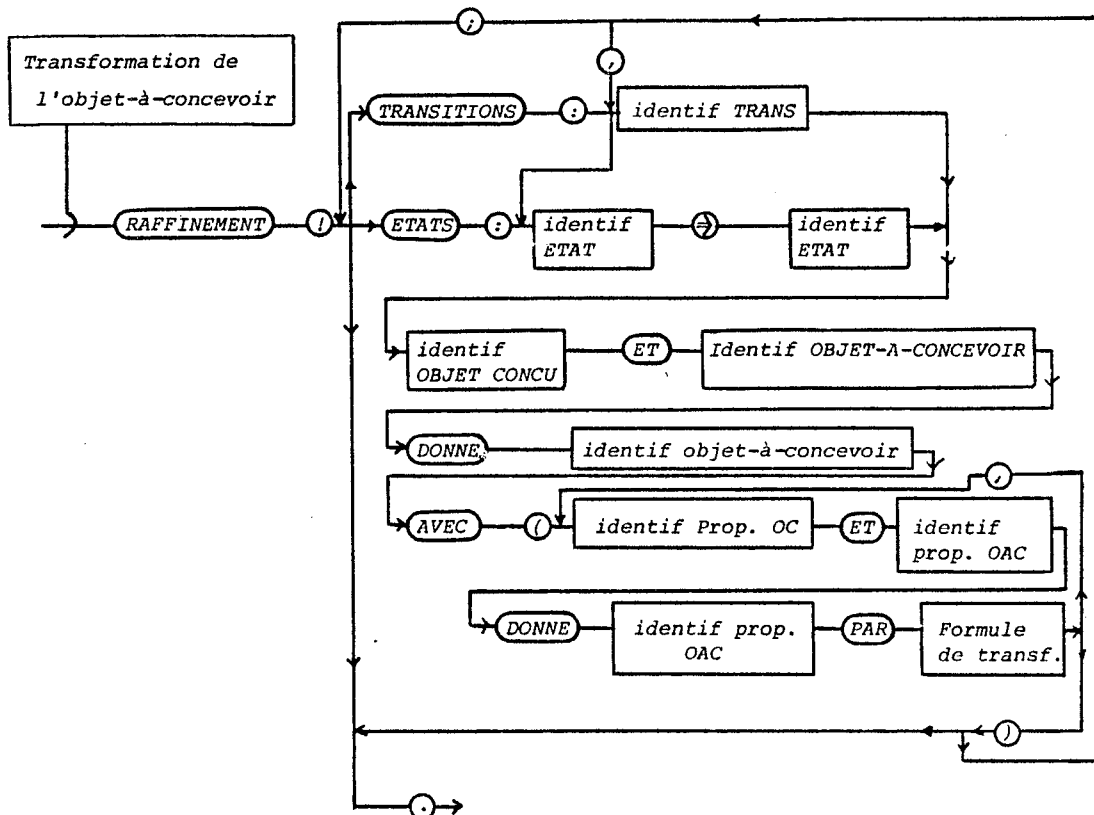 ;
Transformation de
l'objet-à-concevoir
,
TRANSITIONS : identif TRANS
RAFFINEMENT ! ETATS : identif ETAT ⇒ identif ETAT
identif OBJET CONCU ET Identif OBJET-A-CONCEVOIR
DONNE identif objet-à-concevoir
,
AVEC ( identif Prop. OC ET identif prop. OAC
DONNE identif prop. OAC PAR Formule de transf.
)
.